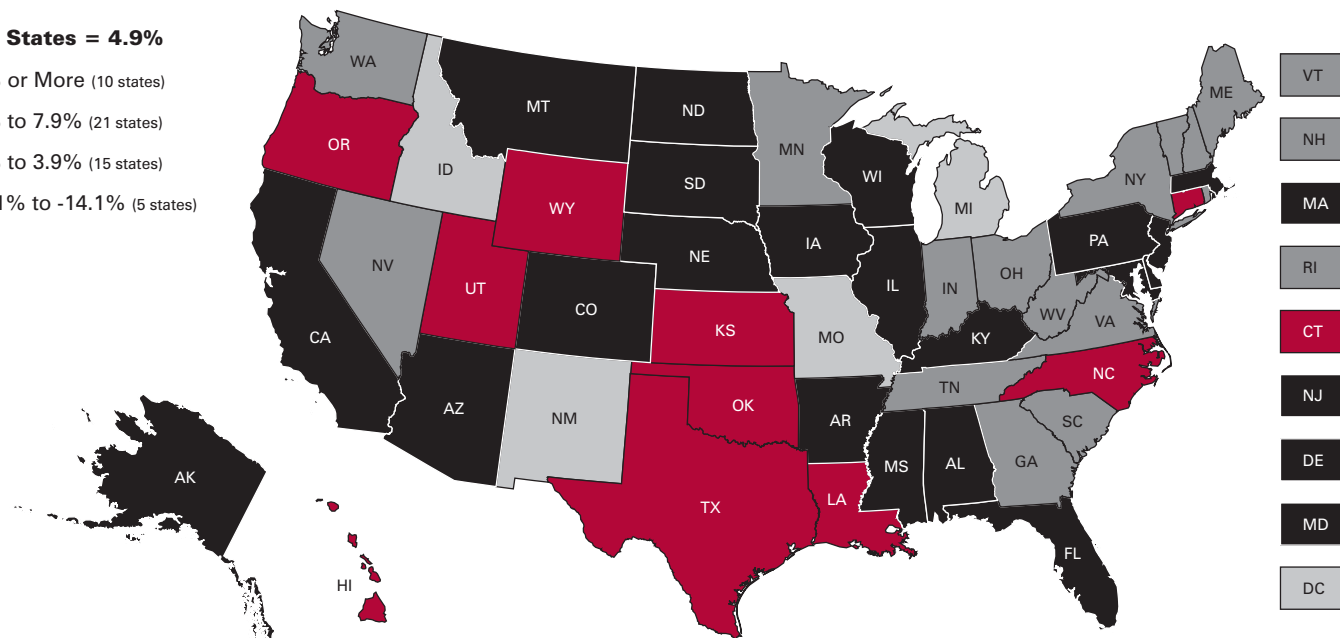 States = 4.9%
or More (10 states)
to 7.9% (21 states)
to 3.9% (15 states)
1% to -14.1% (5 states)
WA
MT
ND
MN
ME
VT
OR
ID
SD
WI
MI
NY
NH
WY
MA
NV
UT
NE
IA
PA
RI
CA
CO
KS
MO
IL
IN
OH
WV
VA
KY
CT
AZ
NM
OK
AR
TN
NC
SC
NJ
AK
TX
LA
MS
AL
GA
DE
HI
FL
MD
DC